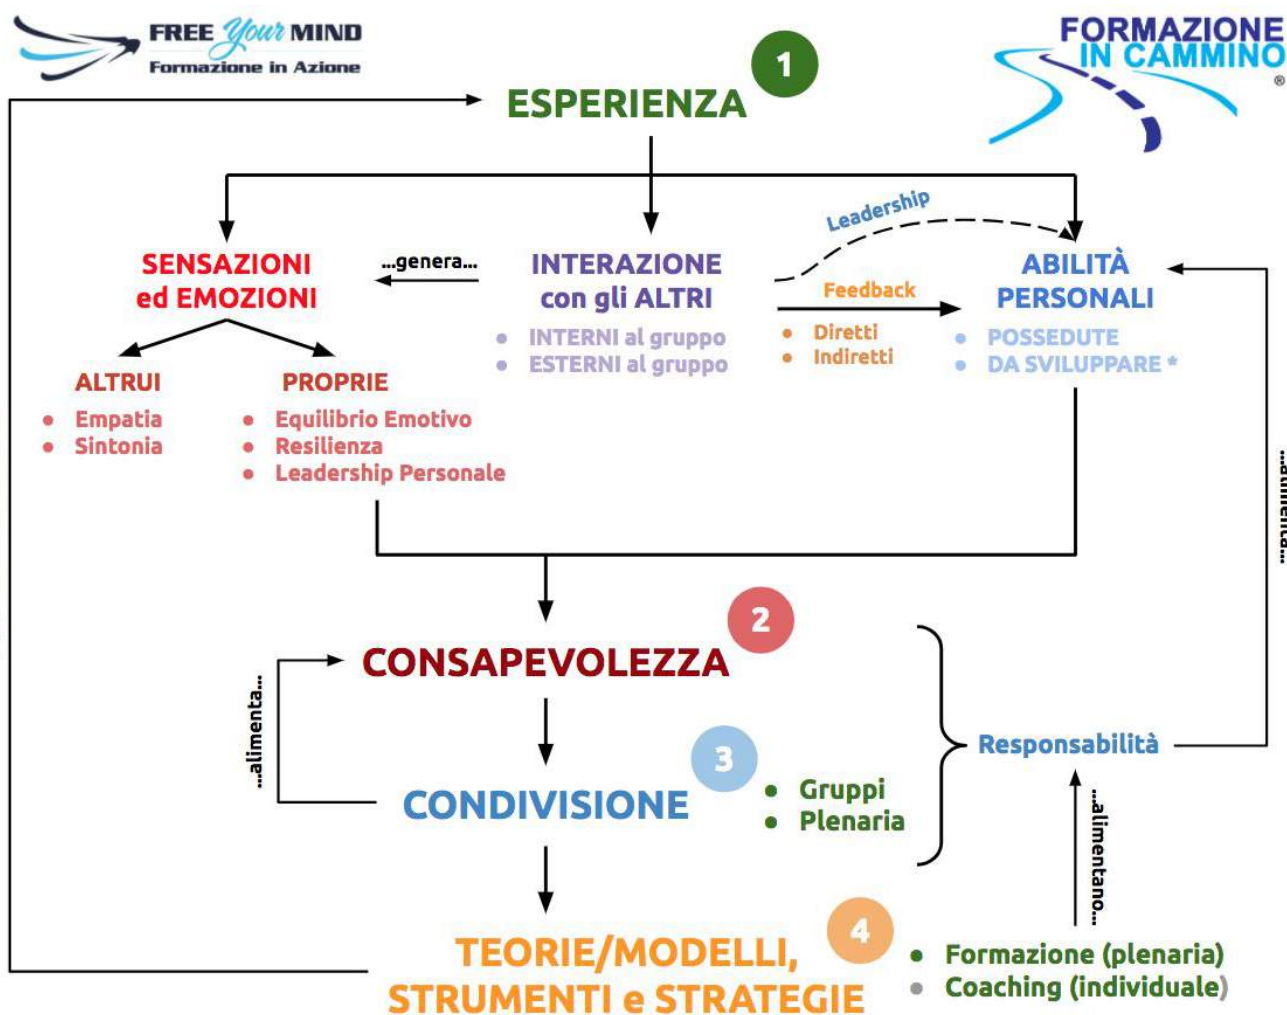 FREE Your MIND
Formazione in Azione
FORMAZIONE
IN CAMMINO
®
1
ESPERIENZA
Leadership
SENSAZIONI
ed EMOZIONI
...genera...
INTERAZIONE
con gli ALTRI
Feedback
ABILITÀ
PERSONALI
• INTERNI al gruppo
• ESTERNI al gruppo
• Diretti
• Indiretti
• POSSEDUTE
• DA SVILUPPARE *
ALTRUI
• Empatia
• Sintonia
PROPRIE
• Equilibrio Emotivo
• Resilienza
• Leadership Personale
2
CONSAPEVOLEZZA
...alimenta...
3
CONDIVISIONE
• Gruppi
• Plenaria
Responsabilità
...alimenta...
...alimentano...
4
TEORIE/MODELLI,
STRUMENTI e STRATEGIE
• Formazione (plenaria)
• Coaching (individuale)